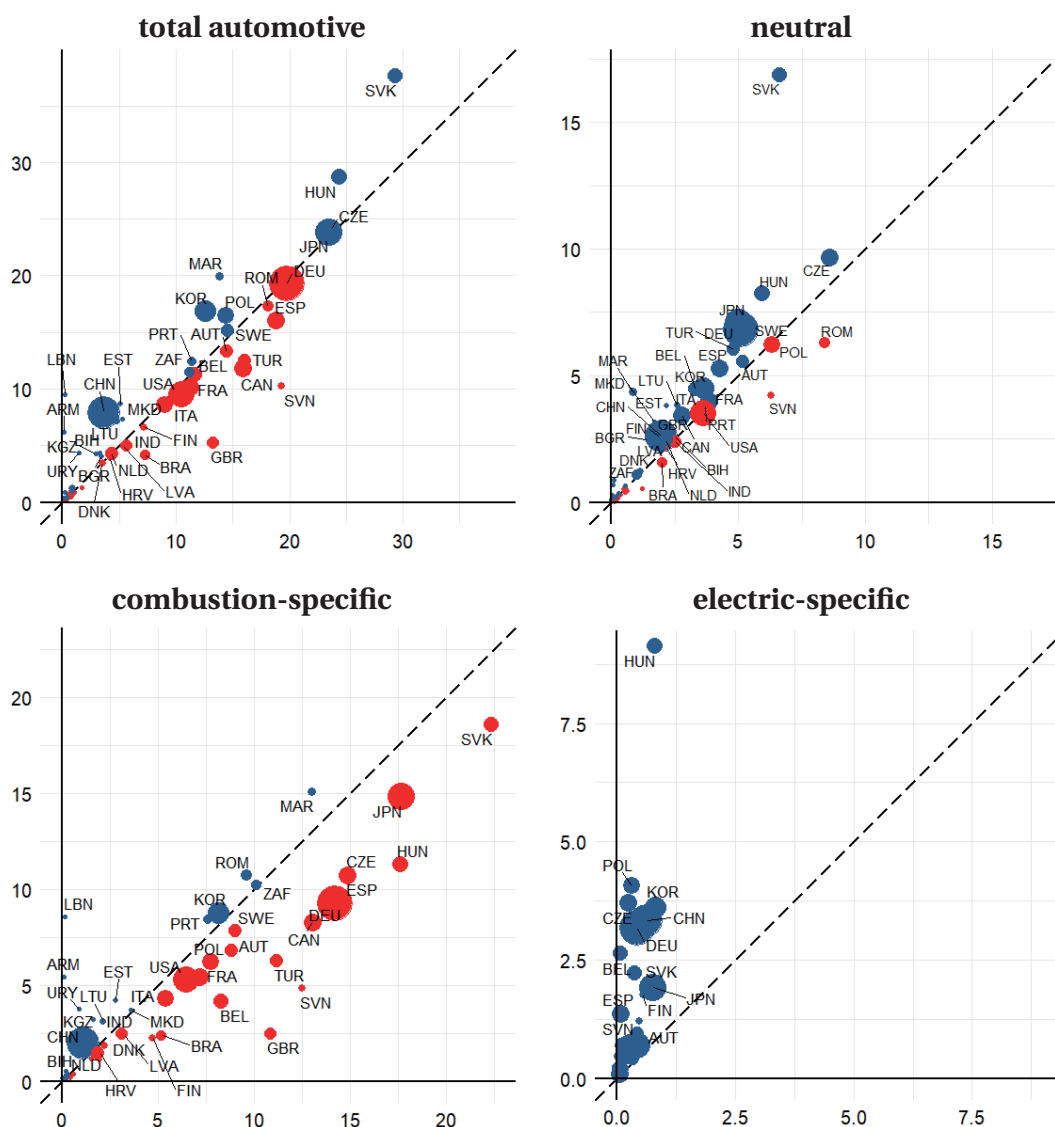 total automotive
neutral
SVK
HUN
CZE
JPN
MAR
ROM
DEU
KOR
POL
ESP
PRT
AUT
SWE
LBN
EST
ZAF
BEL
TUR
CHN
USA
FRA
CAN
SVN
ARM
MKD
ITA
LTU
BIH
IND
FIN
KGZ
GBR
URY
BGR
NLD
BRA
HRV
LVA
DNK
0
10
20
30
0
10
20
30
SVK
CZE
HUN
JPN
TUR
DEU
SWE
ROM
POL
MAR
BEL
ESP
AUT
MKD
LTU
KOR
ITA
CHN
EST
FRA
SVN
FIN
GBR
PRT
BGR
CAN
USA
LVA
DNK
BIH
ZAF
HRV
BRA
NLD
IND
0
5
10
15
0
5
10
15
combustion-specific
electric-specific
SVK
MAR
JPN
HUN
ROM
CZE
ZAF
ESP
LBN
KOR
DEU
PRT
SWE
CAN
POL
AUT
ARM
EST
USA
FRA
TUR
URY
LTU
ITA
SVN
KGZ
IND
MKD
BEL
CHN
DNK
BRA
GBR
BIH
NLD
LVA
HRV
FIN
0
5
10
15
20
0
5
10
15
20
HUN
POL
KOR
CZE
CHN
DEU
BEL
SVK
ESP
FIN
JPN
SVN
AUT
0.0
2.5
5.0
7.5
0.0
2.5
5.0
7.5